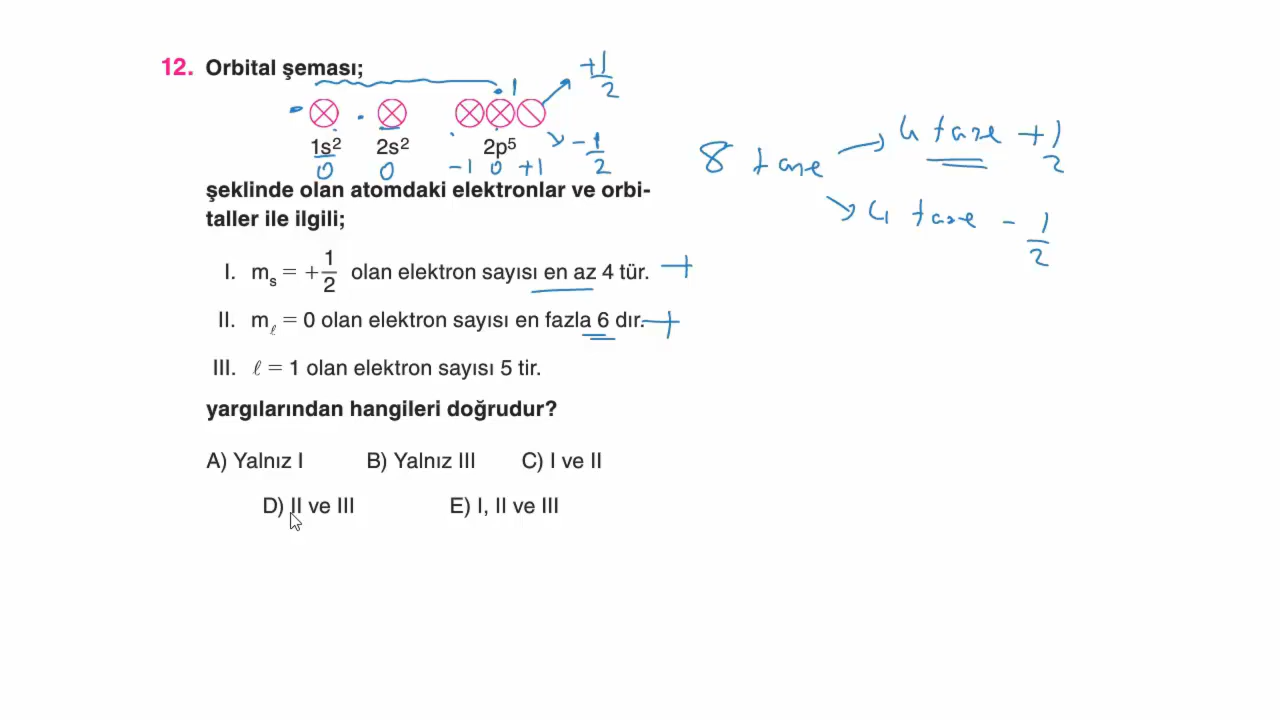 12. Orbital şeması;
+1/2
1
1s² 2s² 2p⁵
-1/2
0 0 -1 0 +1
8 tane
4 tane +1/2
4 tane -1/2
şeklinde olan atomdaki elektronlar ve orbi-
taller ile ilgili;
I. mₛ = +1/2 olan elektron sayısı en az 4 tür. +
II. mℓ = 0 olan elektron sayısı en fazla 6 dır. +
III. ℓ = 1 olan elektron sayısı 5 tir.
yargılarından hangileri doğrudur?
A) Yalnız I B) Yalnız III C) I ve II
D) II ve III E) I, II ve III